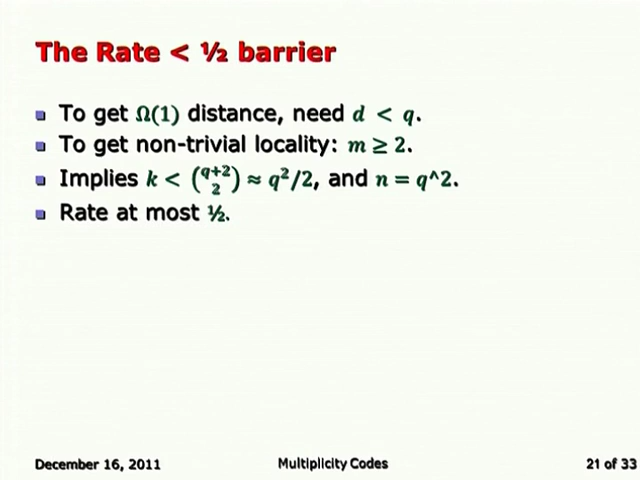 The Rate < ½ barrier
To get Ω(1) distance, need d < q.
To get non-trivial locality: m ≥ 2.
Implies k < (q+2 2) ≈ q²/2, and n = q^2.
Rate at most ½.
December 16, 2011 Multiplicity Codes 21 of 33